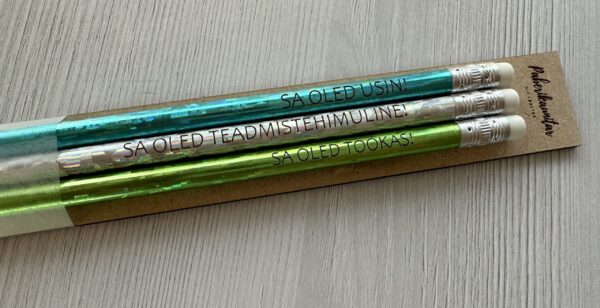 SA OLED USIN!
SA OLED TEADMISTEHIMULINE!
SA OLED TOOKAS!